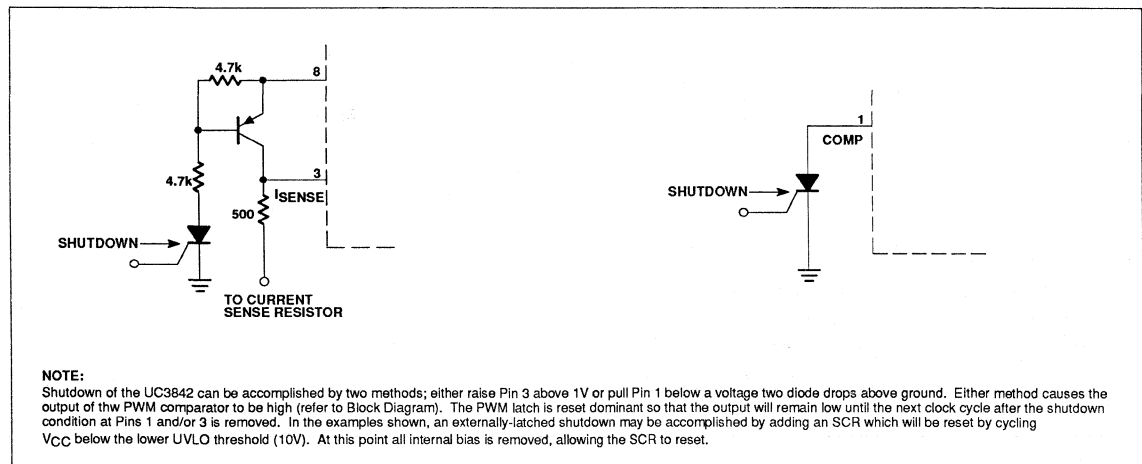 4.7k
8
4.7k
3
ISENSE
500
SHUTDOWN
TO CURRENT
SENSE RESISTOR
1
COMP
SHUTDOWN
NOTE:
Shutdown of the UC3842 can be accomplished by two methods; either raise Pin 3 above 1V or pull Pin 1 below a voltage two diode drops above ground. Either method causes the
output of thw PWM comparator to be high (refer to Block Diagram). The PWM latch is reset dominant so that the output will remain low until the next clock cycle after the shutdown
condition at Pins 1 and/or 3 is removed. In the examples shown, an externally-latched shutdown may be accomplished by adding an SCR which will be reset by cycling
VCC below the lower UVLO threshold (10V). At this point all internal bias is removed, allowing the SCR to reset.